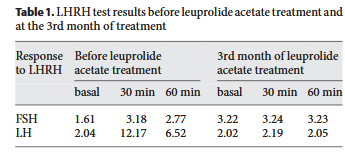 Table 1. LHRH test results before leuprolide acetate treatment and
at the 3rd month of treatment
Response Before leuprolide 3rd month of leuprolide
to LHRH acetate treatment acetate treatment
basal 30 min 60 min basal 30 min 60 min
FSH 1.61 3.18 2.77 3.22 3.24 3.23
LH 2.04 12.17 6.52 2.02 2.19 2.05